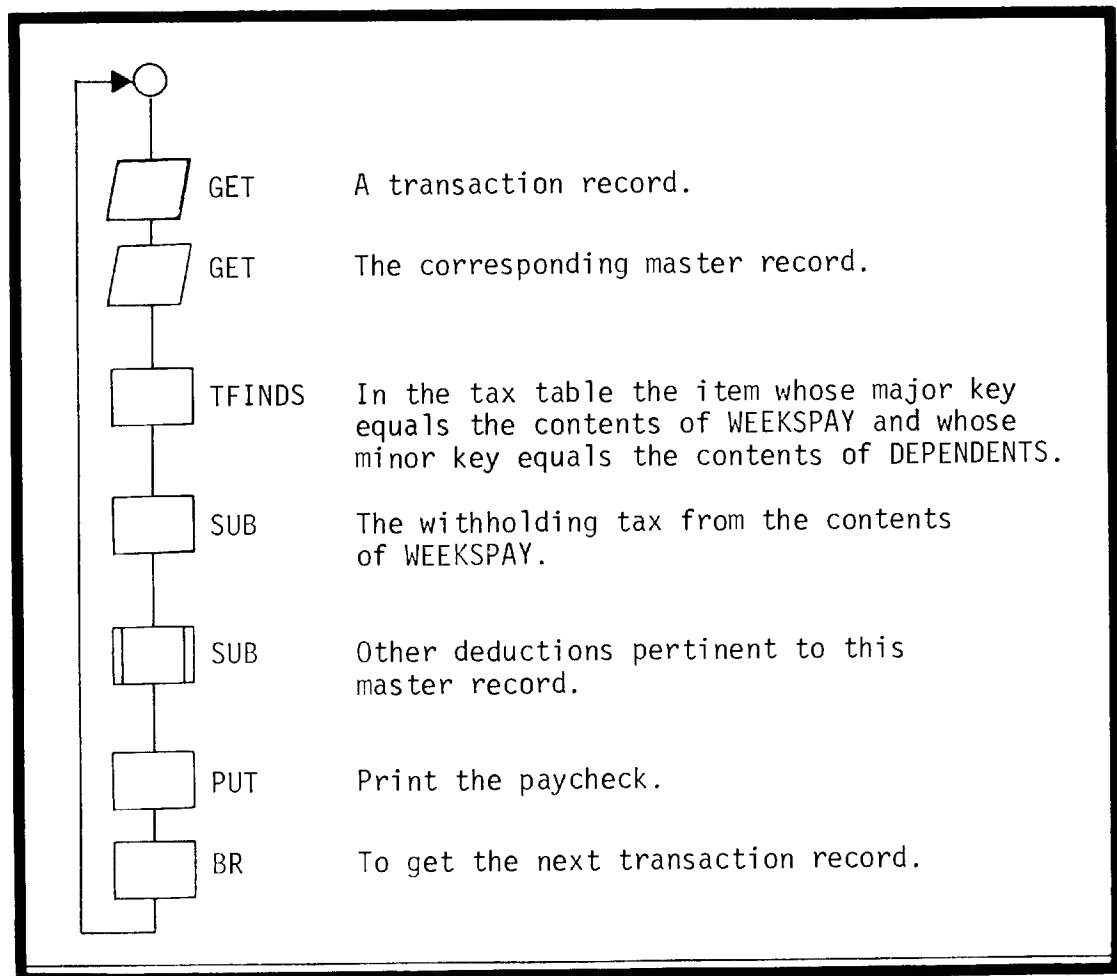 GET A transaction record.
GET The corresponding master record.
TFINDS In the tax table the item whose major key
equals the contents of WEEKSPAY and whose
minor key equals the contents of DEPENDENTS.
SUB The withholding tax from the contents
of WEEKSPAY.
SUB Other deductions pertinent to this
master record.
PUT Print the paycheck.
BR To get the next transaction record.